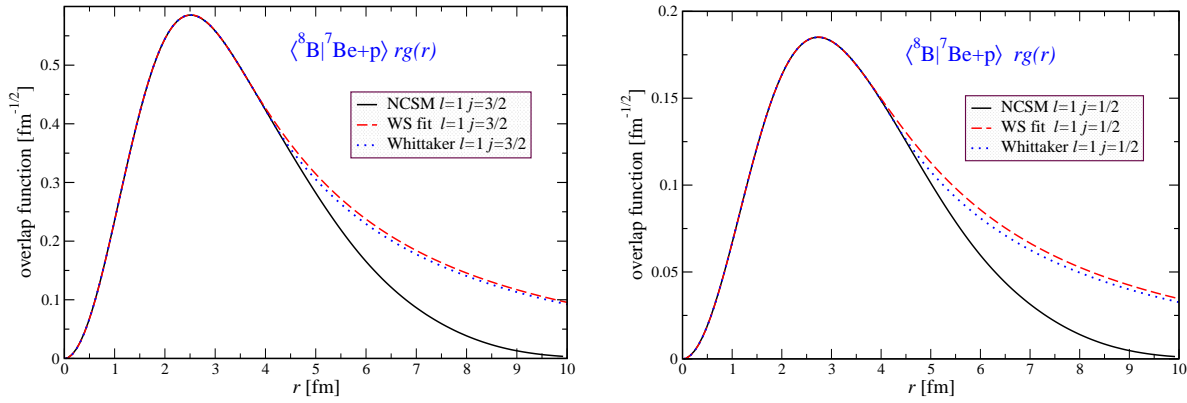 ⟨⁸B|⁷Be+p⟩ rg(r)
NCSM l=1 j=3/2
WS fit l=1 j=3/2
Whittaker l=1 j=3/2
overlap function [fm⁻¹/²]
0.5
0.4
0.3
0.2
0.1
0
0 1 2 3 4 5 6 7 8 9 10
r [fm]
⟨⁸B|⁷Be+p⟩ rg(r)
NCSM l=1 j=1/2
WS fit l=1 j=1/2
Whittaker l=1 j=1/2
overlap function [fm⁻¹/²]
0.2
0.15
0.1
0.05
0
0 1 2 3 4 5 6 7 8 9 10
r [fm]